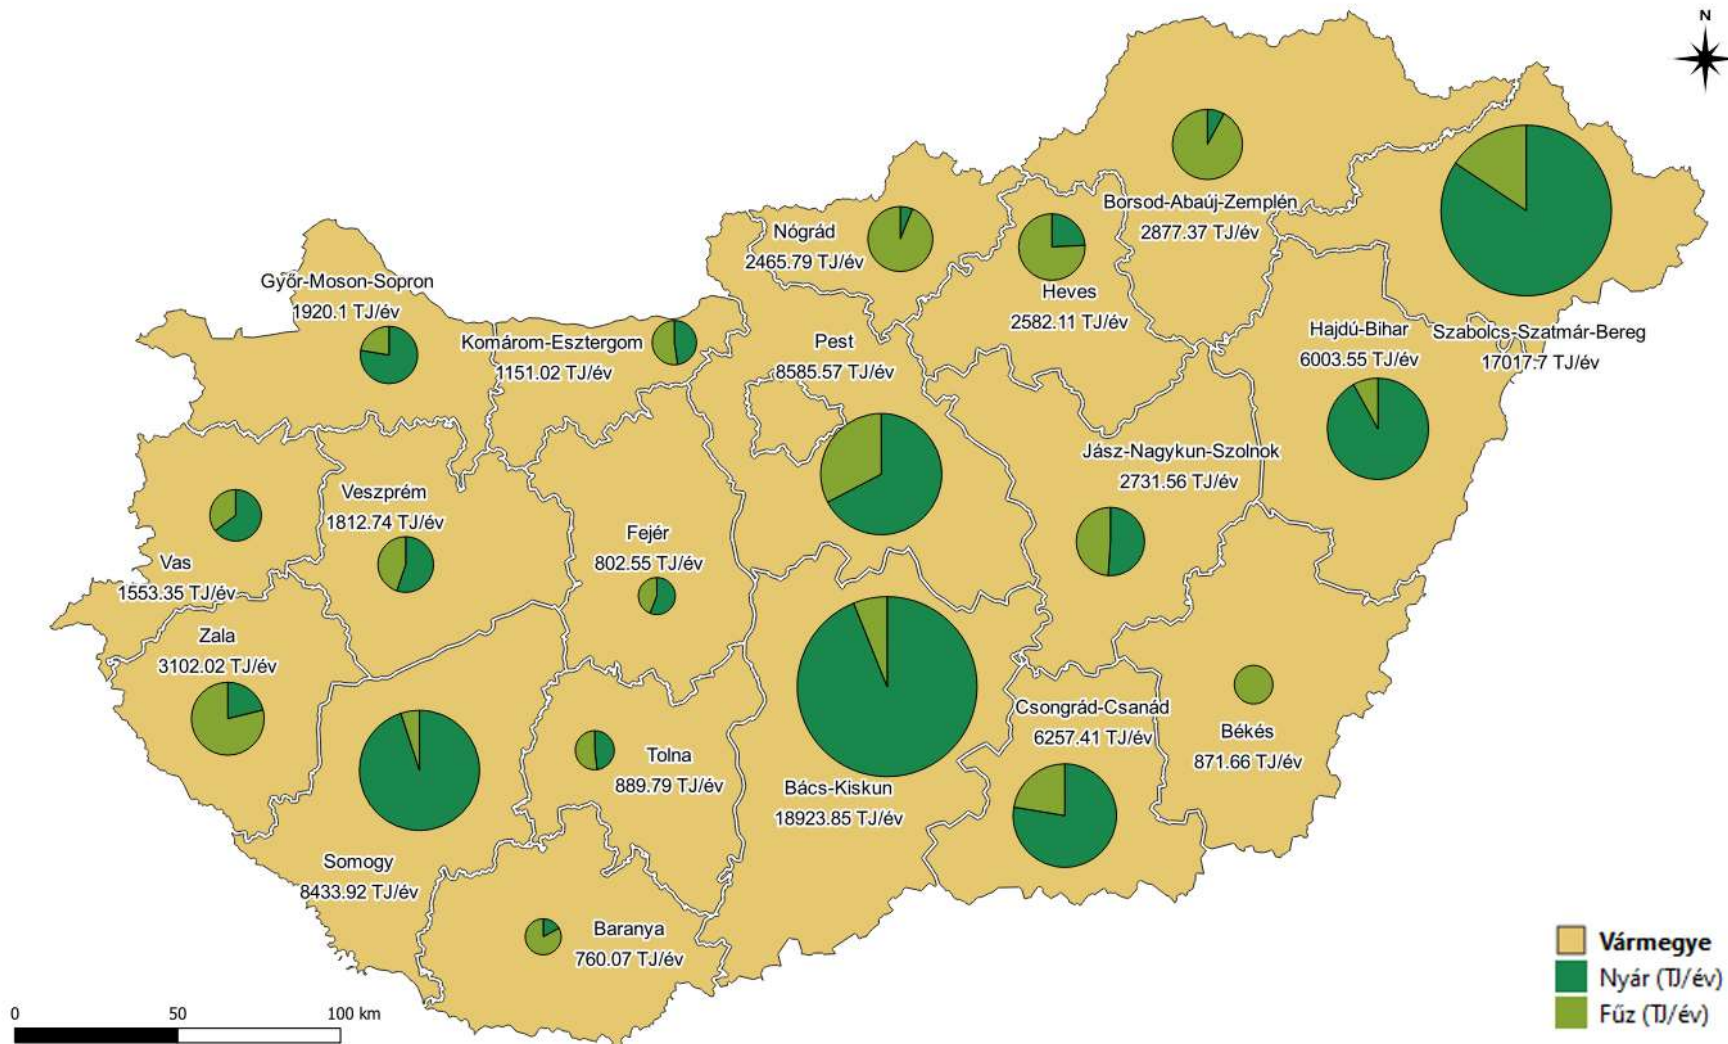 N
Borsod-Abaúj-Zemplén
2877.37 TJ/év
Nógrád
2465.79 TJ/év
Heves
2582.11 TJ/év
Győr-Moson-Sopron
1920.1 TJ/év
Komárom-Esztergom
1151.02 TJ/év
Pest
8585.57 TJ/év
Hajdú-Bihar
6003.55 TJ/év
Szabolcs-Szatmár-Bereg
17017.7 TJ/év
Jász-Nagykun-Szolnok
2731.56 TJ/év
Veszprém
1812.74 TJ/év
Fejér
802.55 TJ/év
Vas
1553.35 TJ/év
Zala
3102.02 TJ/év
Csongrád-Csanád
6257.41 TJ/év
Békés
871.66 TJ/év
Tolna
889.79 TJ/év
Bács-Kiskun
18923.85 TJ/év
Somogy
8433.92 TJ/év
Baranya
760.07 TJ/év
Vármegye
Nyár (TJ/év)
Fűz (TJ/év)
0 50 100 km